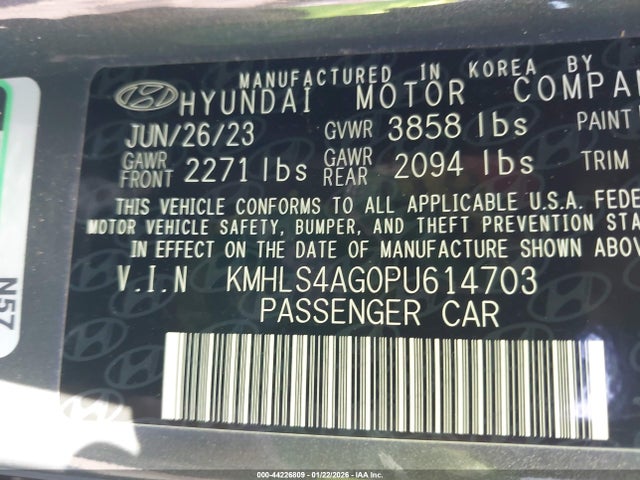 MANUFACTURED IN KOREA BY
HYUNDAI MOTOR COMPA
JUN/26/23 GVWR 3858 lbs PAINT
GAWR FRONT 2271 lbs GAWR REAR 2094 lbs TRIM
THIS VEHICLE CONFORMS TO ALL APPLICABLE U.S.A. FEDE
MOTOR VEHICLE SAFETY, BUMPER, AND THEFT PREVENTION STA
IN EFFECT ON THE DATE OF MANUFACTURE SHOWN ABOV
V.I.N KMHLS4AG0PU614703
PASSENGER CAR
N57
000-44226809 - 01/22/2026 - IAA Inc.